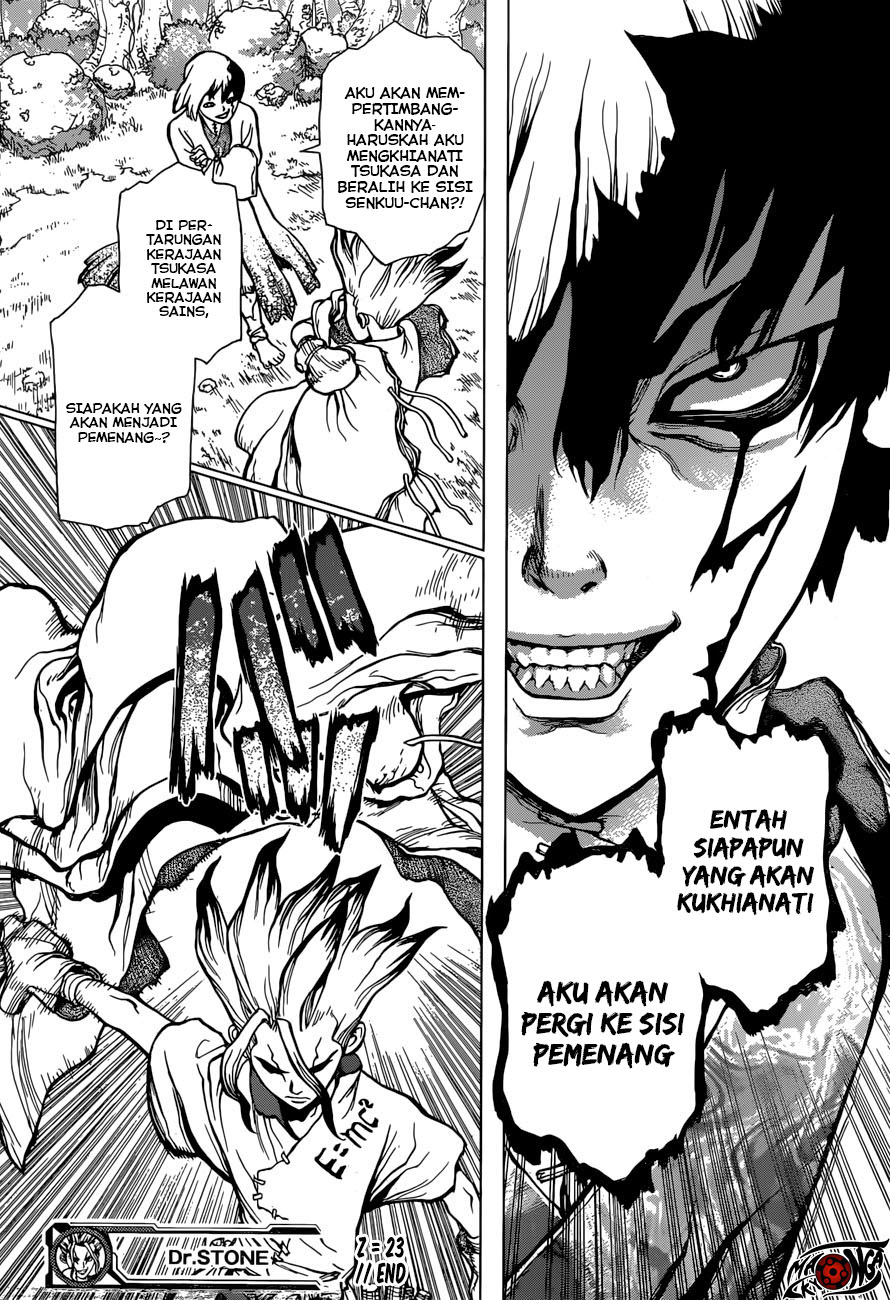 AKU AKAN MEM-
PERTIMBANG-
KANNYA-
HARUSKAH AKU
MENGKHIANATI
TSUKASA DAN
BERALIH KE SISI
SENKUU-CHAN?!
DI PER-
TARUNGAN
KERAJAAN
TSUKASA
MELAWAN
KERAJAAN
SAINS,
SIAPAKAH YANG
AKAN MENJADI
PEMENANG~?
ENTAH
SIAPAPUN
YANG AKAN
KUKHIANATI
AKU AKAN
PERGI KE SISI
PEMENANG
E=mc²
Dr.STONE
Z = 23
// END